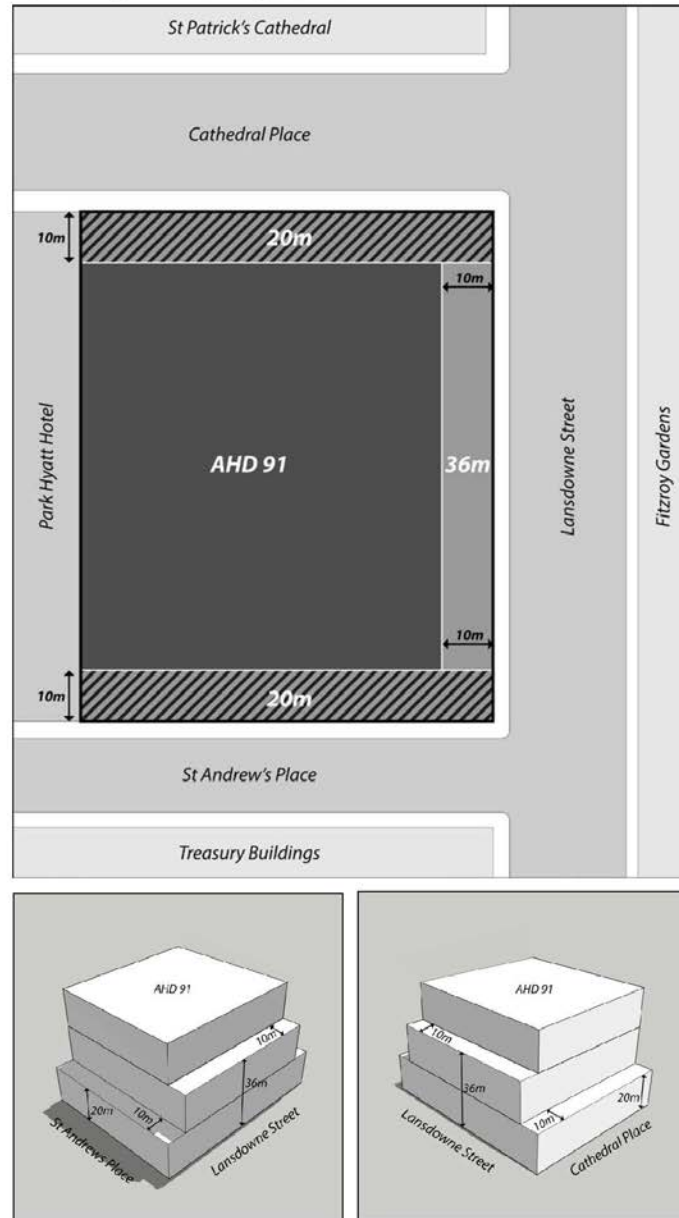 St Patrick's Cathedral
Cathedral Place
10m
20m
10m
Park Hyatt Hotel
AHD 91
36m
Lansdowne Street
Fitzroy Gardens
10m
10m
20m
St Andrew's Place
Treasury Buildings
AHD 91
10m
36m
20m
10m
St Andrews Place
Lansdowne Street
AHD 91
10m
36m
20m
10m
Lansdowne Street
Cathedral Place